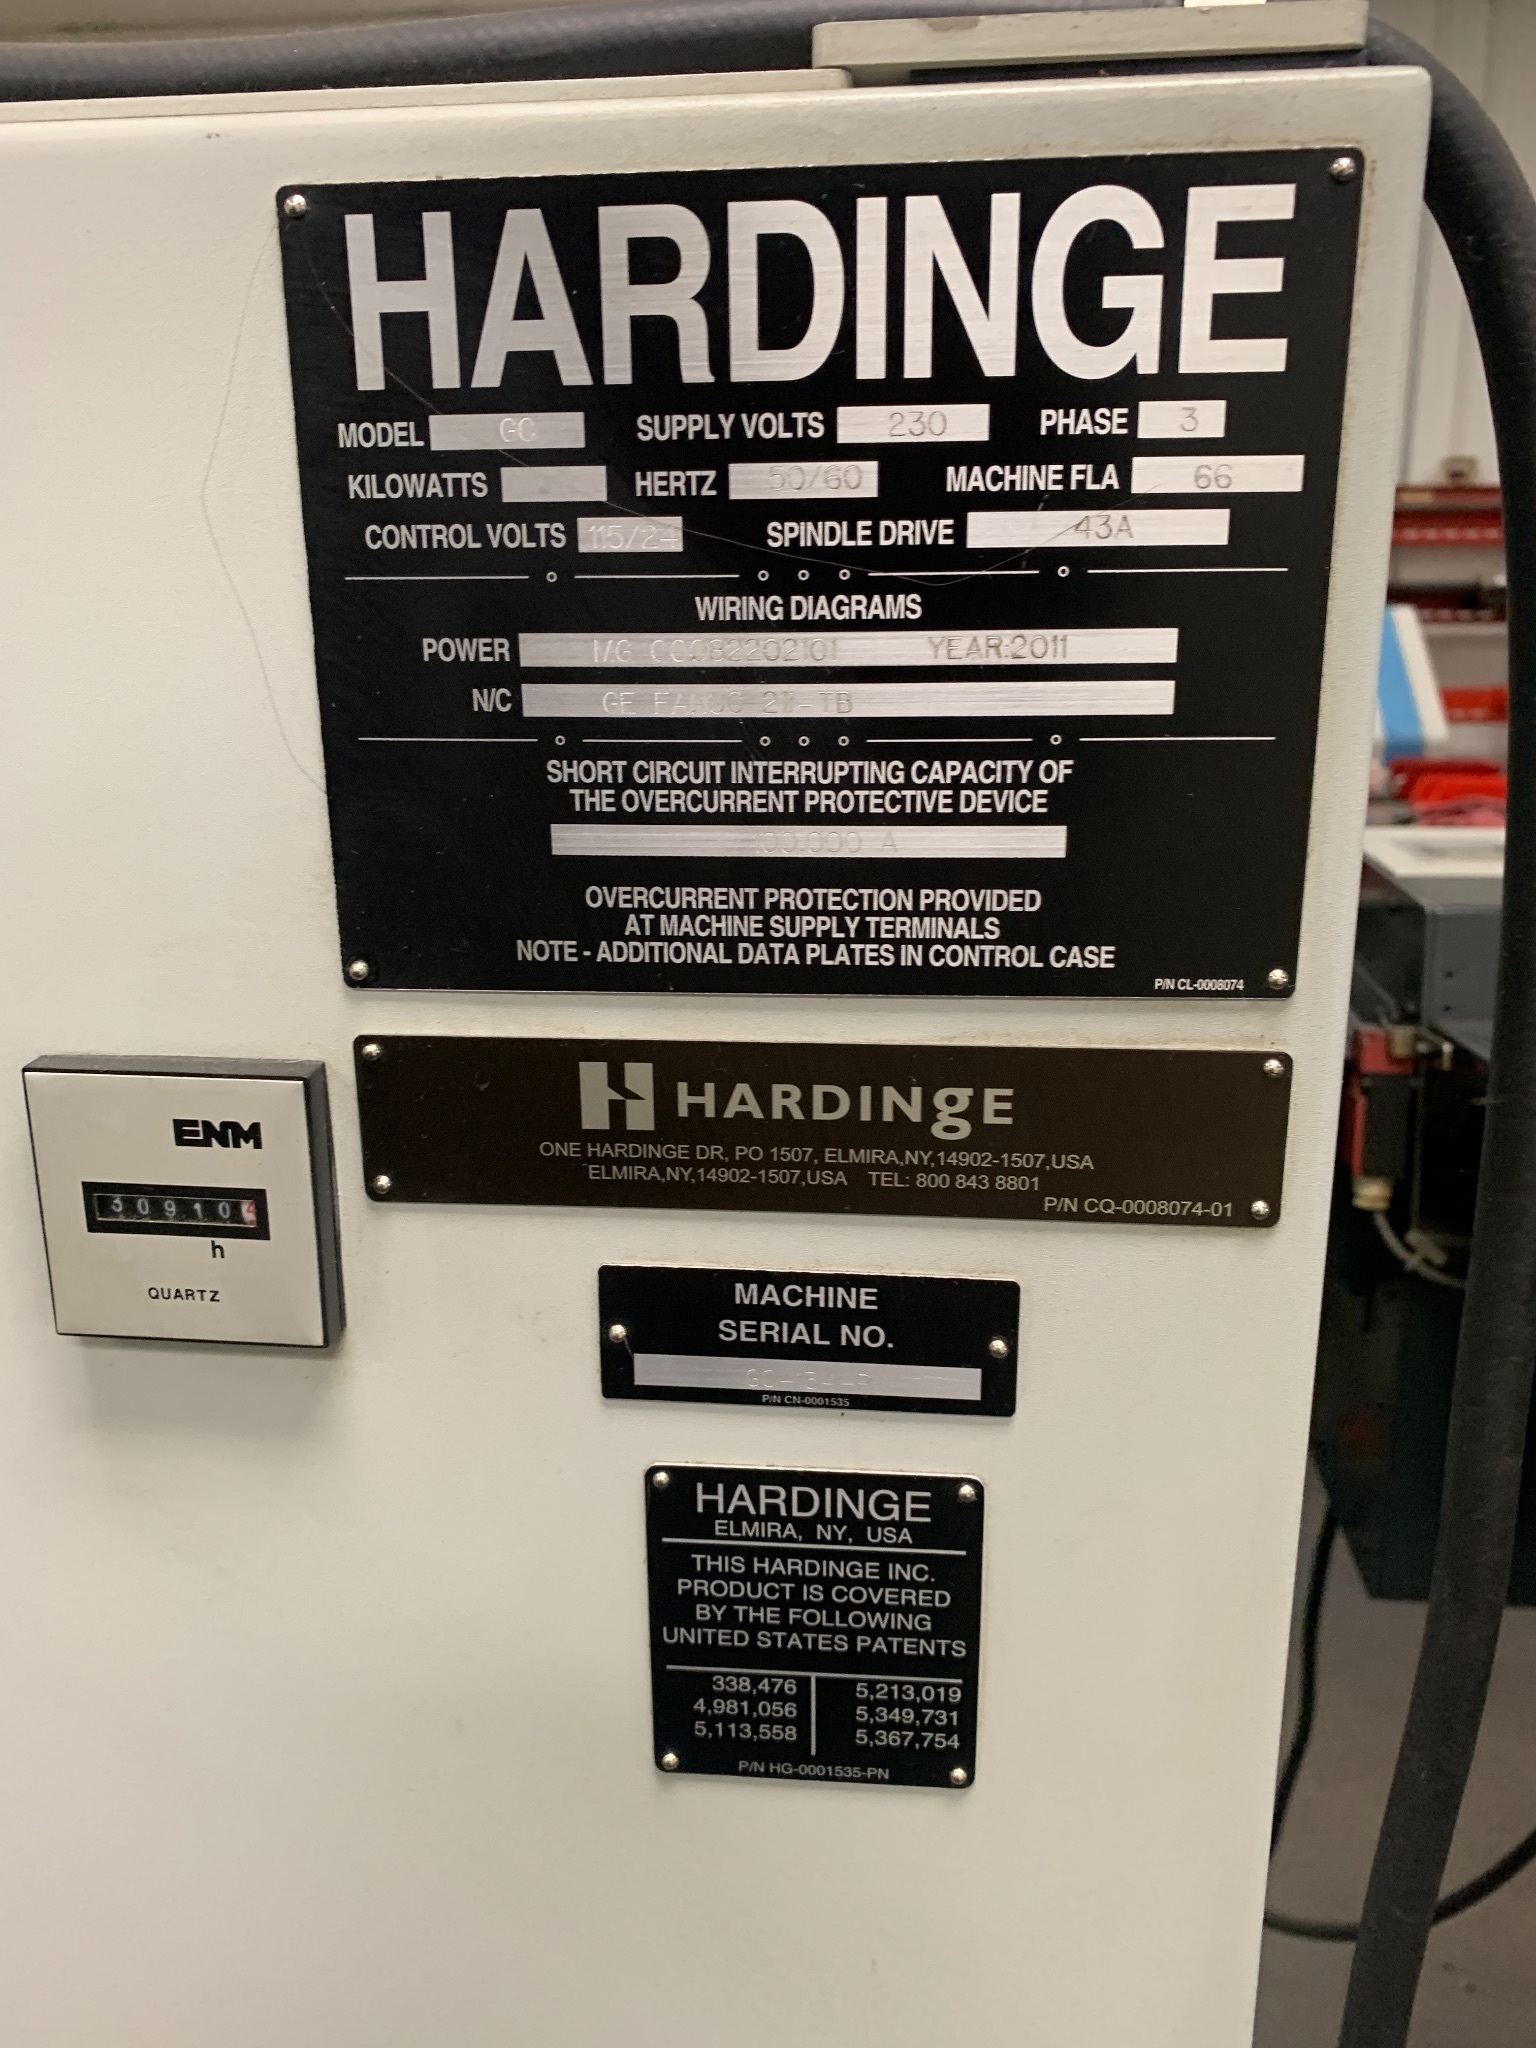 HARDINGE
MODEL SUPPLY VOLTS 230 PHASE 3
KILOWATTS HERTZ 50/60 MACHINE FLA 66
CONTROL VOLTS 115/24 SPINDLE DRIVE 43A
WIRING DIAGRAMS
POWER YEAR:2011
N/C GE FANUC
SHORT CIRCUIT INTERRUPTING CAPACITY OF
THE OVERCURRENT PROTECTIVE DEVICE
A
OVERCURRENT PROTECTION PROVIDED
AT MACHINE SUPPLY TERMINALS
NOTE - ADDITIONAL DATA PLATES IN CONTROL CASE
P/N CL-0008074
HARDINgE
ONE HARDINGE DR, PO 1507, ELMIRA,NY,14902-1507,USA
ELMIRA,NY,14902-1507,USA TEL: 800 843 8801
P/N CQ-0008074-01
ENM
309104
h
QUARTZ
MACHINE
SERIAL NO.
P/N CN-0001535
HARDINGE
ELMIRA, NY, USA
THIS HARDINGE INC.
PRODUCT IS COVERED
BY THE FOLLOWING
UNITED STATES PATENTS
338,476 5,213,019
4,981,056 5,349,731
5,113,558 5,367,754
P/N HG-0001535-PN